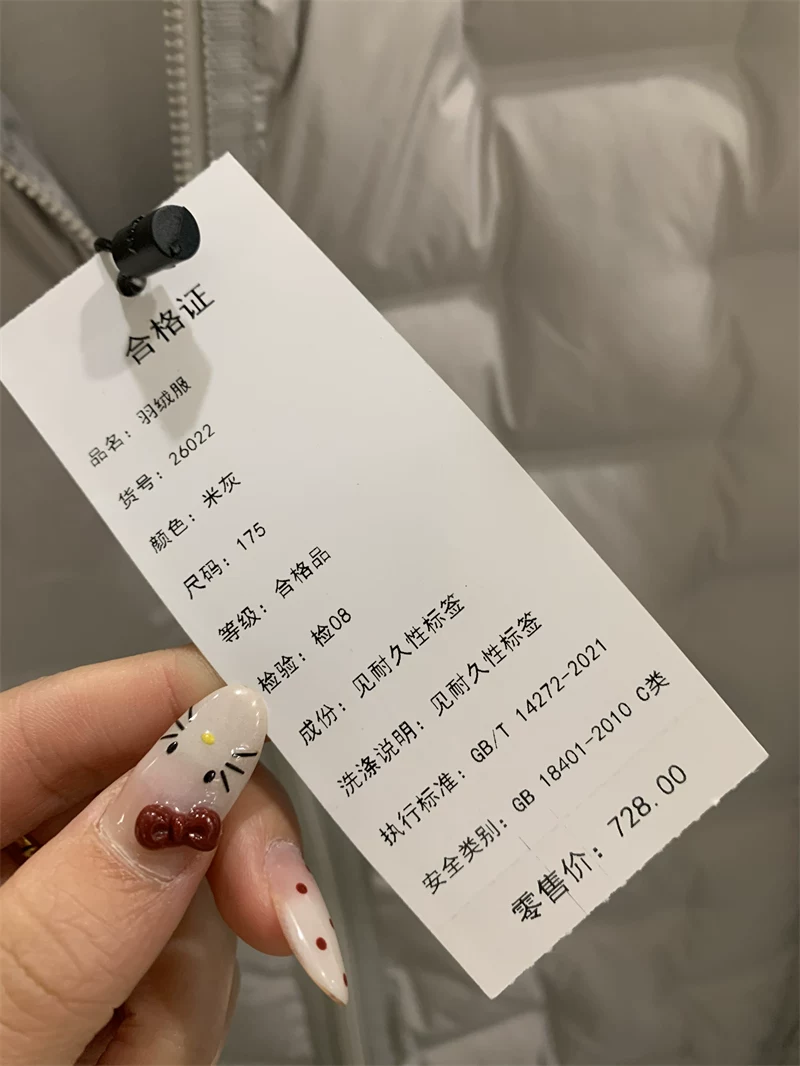 合格证
品名: 羽绒服
货号: 26022
颜色: 米灰
尺码: 175
等级: 合格品
检验: 检08
成份: 见耐久性标签
洗涤说明: 见耐久性标签
执行标准: GB/T 14272-2021
安全类别: GB 18401-2010 C类
零售价: 728.00